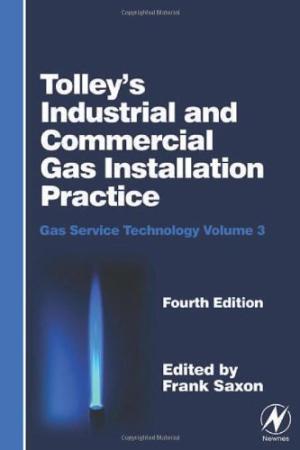 Tolley's
Industrial and
Commercial
Gas Installation
Practice
Gas Service Technology Volume 3
Fourth Edition
Edited by
Frank Saxon
Newnes